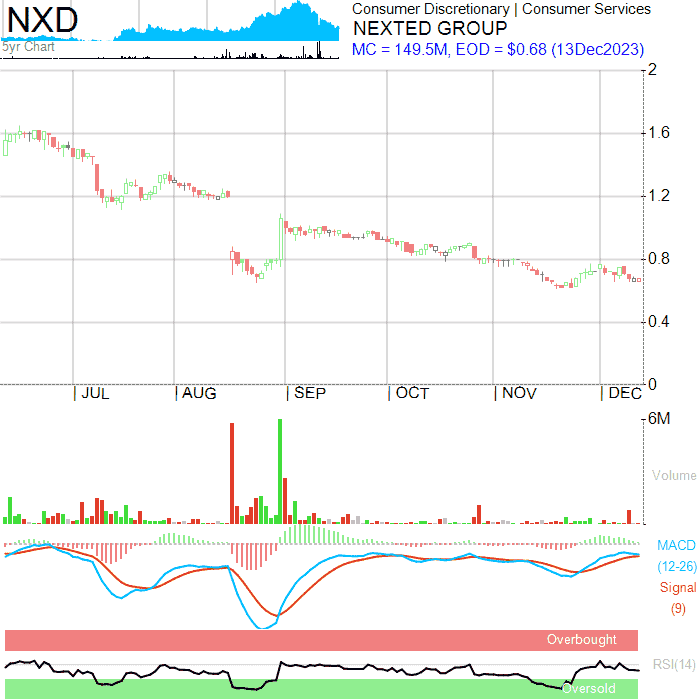 NXD
5yr Chart
Consumer Discretionary | Consumer Services
NEXTED GROUP
MC = 149.5M, EOD = $0.68 (13Dec2023)
2
1.6
1.2
0.8
0.4
0
| JUL | AUG | SEP | OCT | NOV | DEC
6M
Volume
MACD
(12-26)
Signal
(9)
Overbought
RSI(14)
Oversold